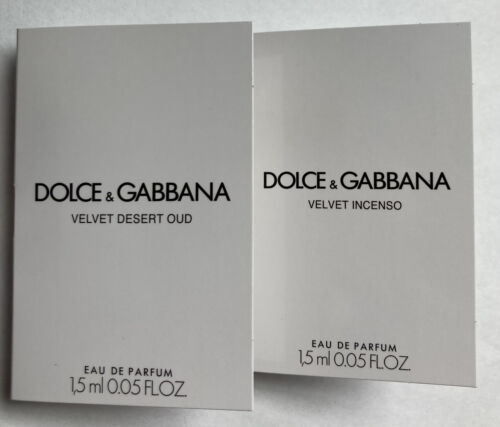 DOLCE & GABBANA
VELVET DESERT OUD
EAU DE PARFUM
1,5 ml 0.05 FL.OZ.
DOLCE & GABBANA
VELVET INCENSO
EAU DE PARFUM
1,5 ml 0.05 FL.OZ.